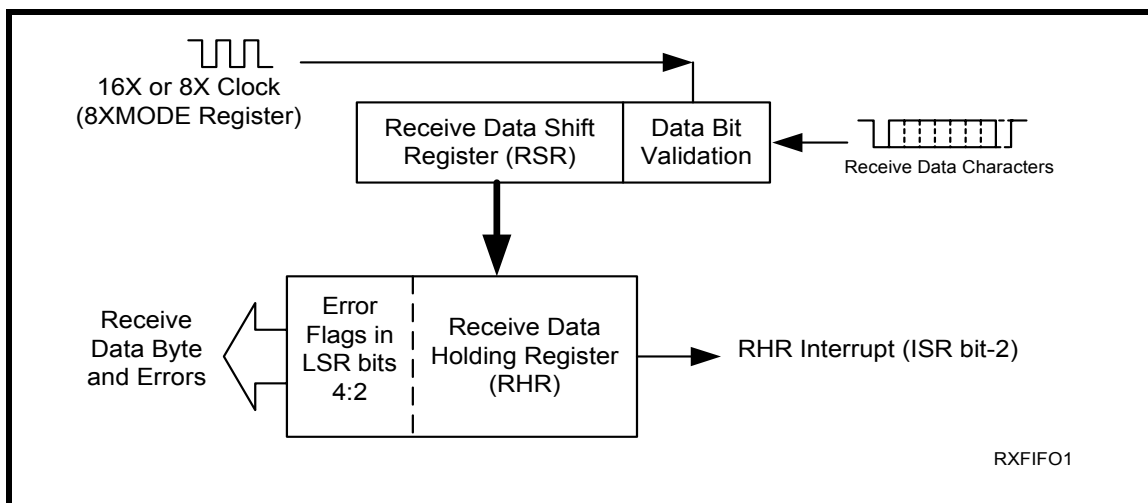 16X or 8X Clock
(8XMODE Register)
Receive Data Shift
Register (RSR)
Data Bit
Validation
Receive Data Characters
Receive
Data Byte
and Errors
Error
Flags in
LSR bits
4:2
Receive Data
Holding Register
(RHR)
RHR Interrupt (ISR bit-2)
RXFIFO1